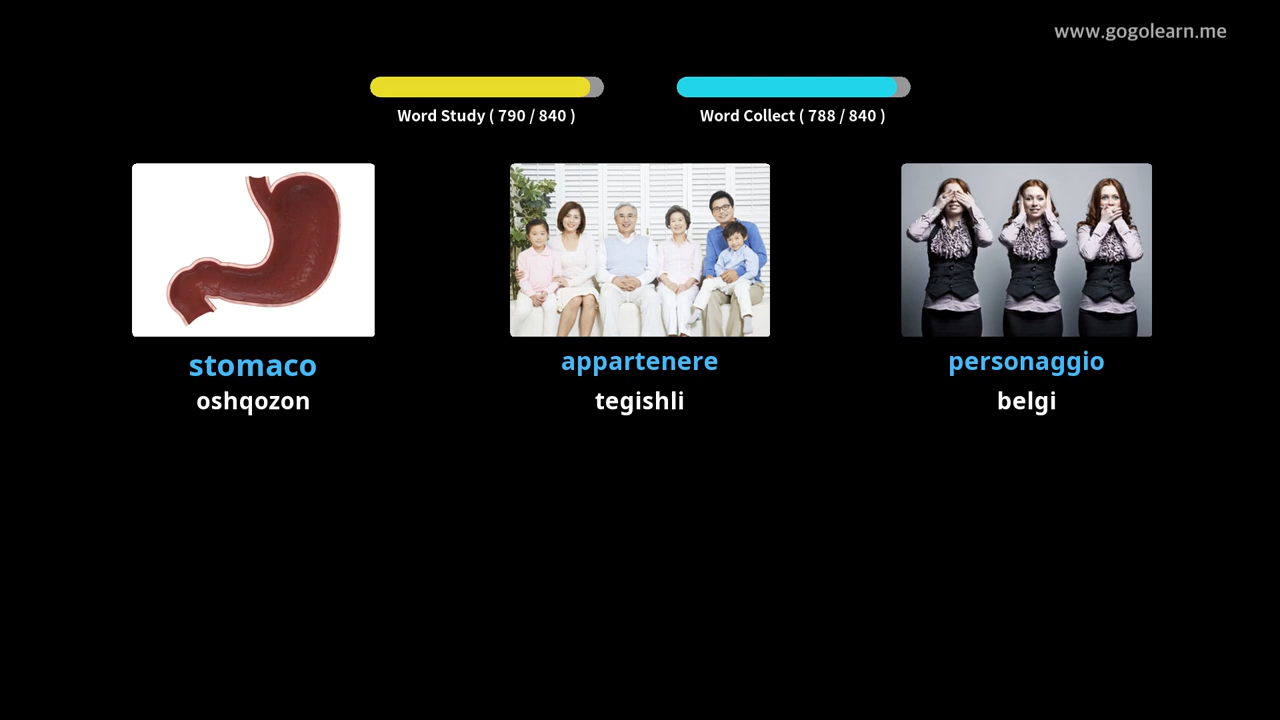 www.gogolearn.me
Word Study ( 790 / 840 )
Word Collect ( 788 / 840 )
stomaco
appartenere
personaggio
oshqozon
tegishli
belgi